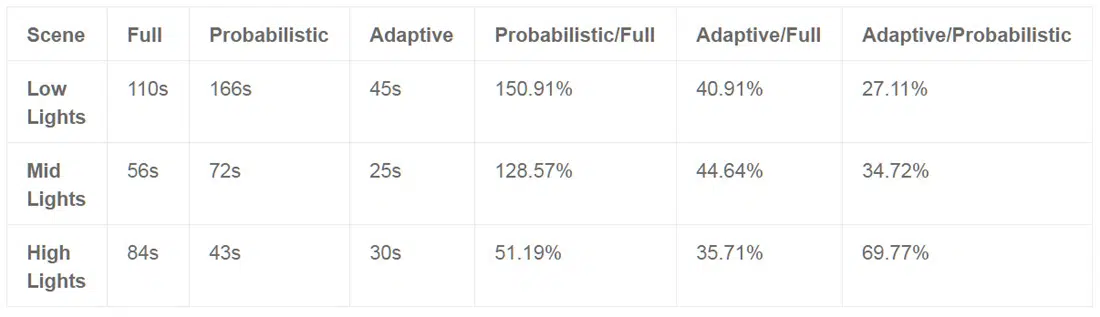 Scene Full Probabilistic Adaptive Probabilistic/Full Adaptive/Full Adaptive/Probabilistic
Low Lights 110s 166s 45s 150.91% 40.91% 27.11%
Mid Lights 56s 72s 25s 128.57% 44.64% 34.72%
High Lights 84s 43s 30s 51.19% 35.71% 69.77%